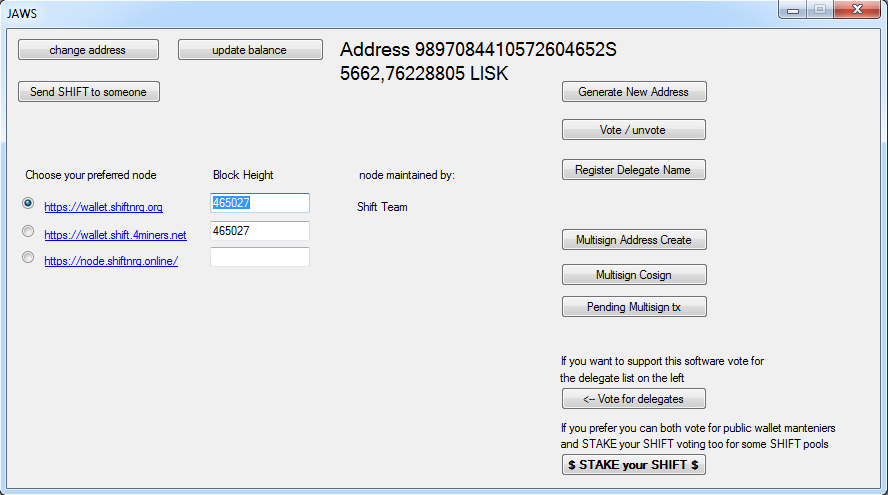 JAWS
change address
update balance
Address 9897084410572604652S
5662,76228805 LISK
Send SHIFT to someone
Generate New Address
Vote / unvote
Register Delegate Name
Choose your preferred node
Block Height
node maintained by:
https://wallet.shiftnrg.org
465027
Shift Team
https://wallet.shift.4miners.net
465027
https://node.shiftnrg.online/
Multisign Address Create
Multisign Cosign
Pending Multisign tx
If you want to support this software vote for
the delegate list on the left
<-- Vote for delegates
If you prefer you can both vote for public wallet manteniers
and STAKE your SHIFT voting too for some SHIFT pools
$ STAKE your SHIFT $